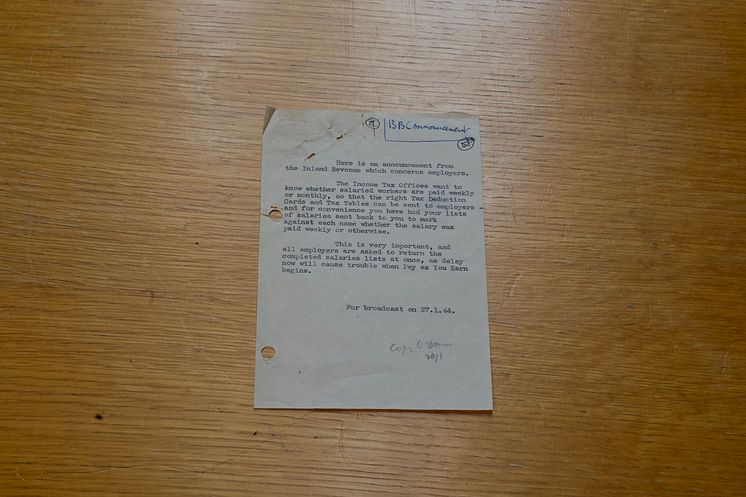 BBC Announcement
Here is an announcement from
the Inland Revenue which concerns employers.
The Income Tax Offices want to
know whether salaried workers are paid weekly
or monthly, so that the right Tax Deduction
Cards and Tax Tables can be sent to employers
and for convenience you have had your lists
of salaries sent back to you to mark
against each name whether the salary was
paid weekly or otherwise.
This is very important, and
all employers are asked to return the
completed salaries lists at once, as delay
now will cause trouble when Pay as You Earn
begins.
For broadcast on 27.1.44.
Copy
20/1